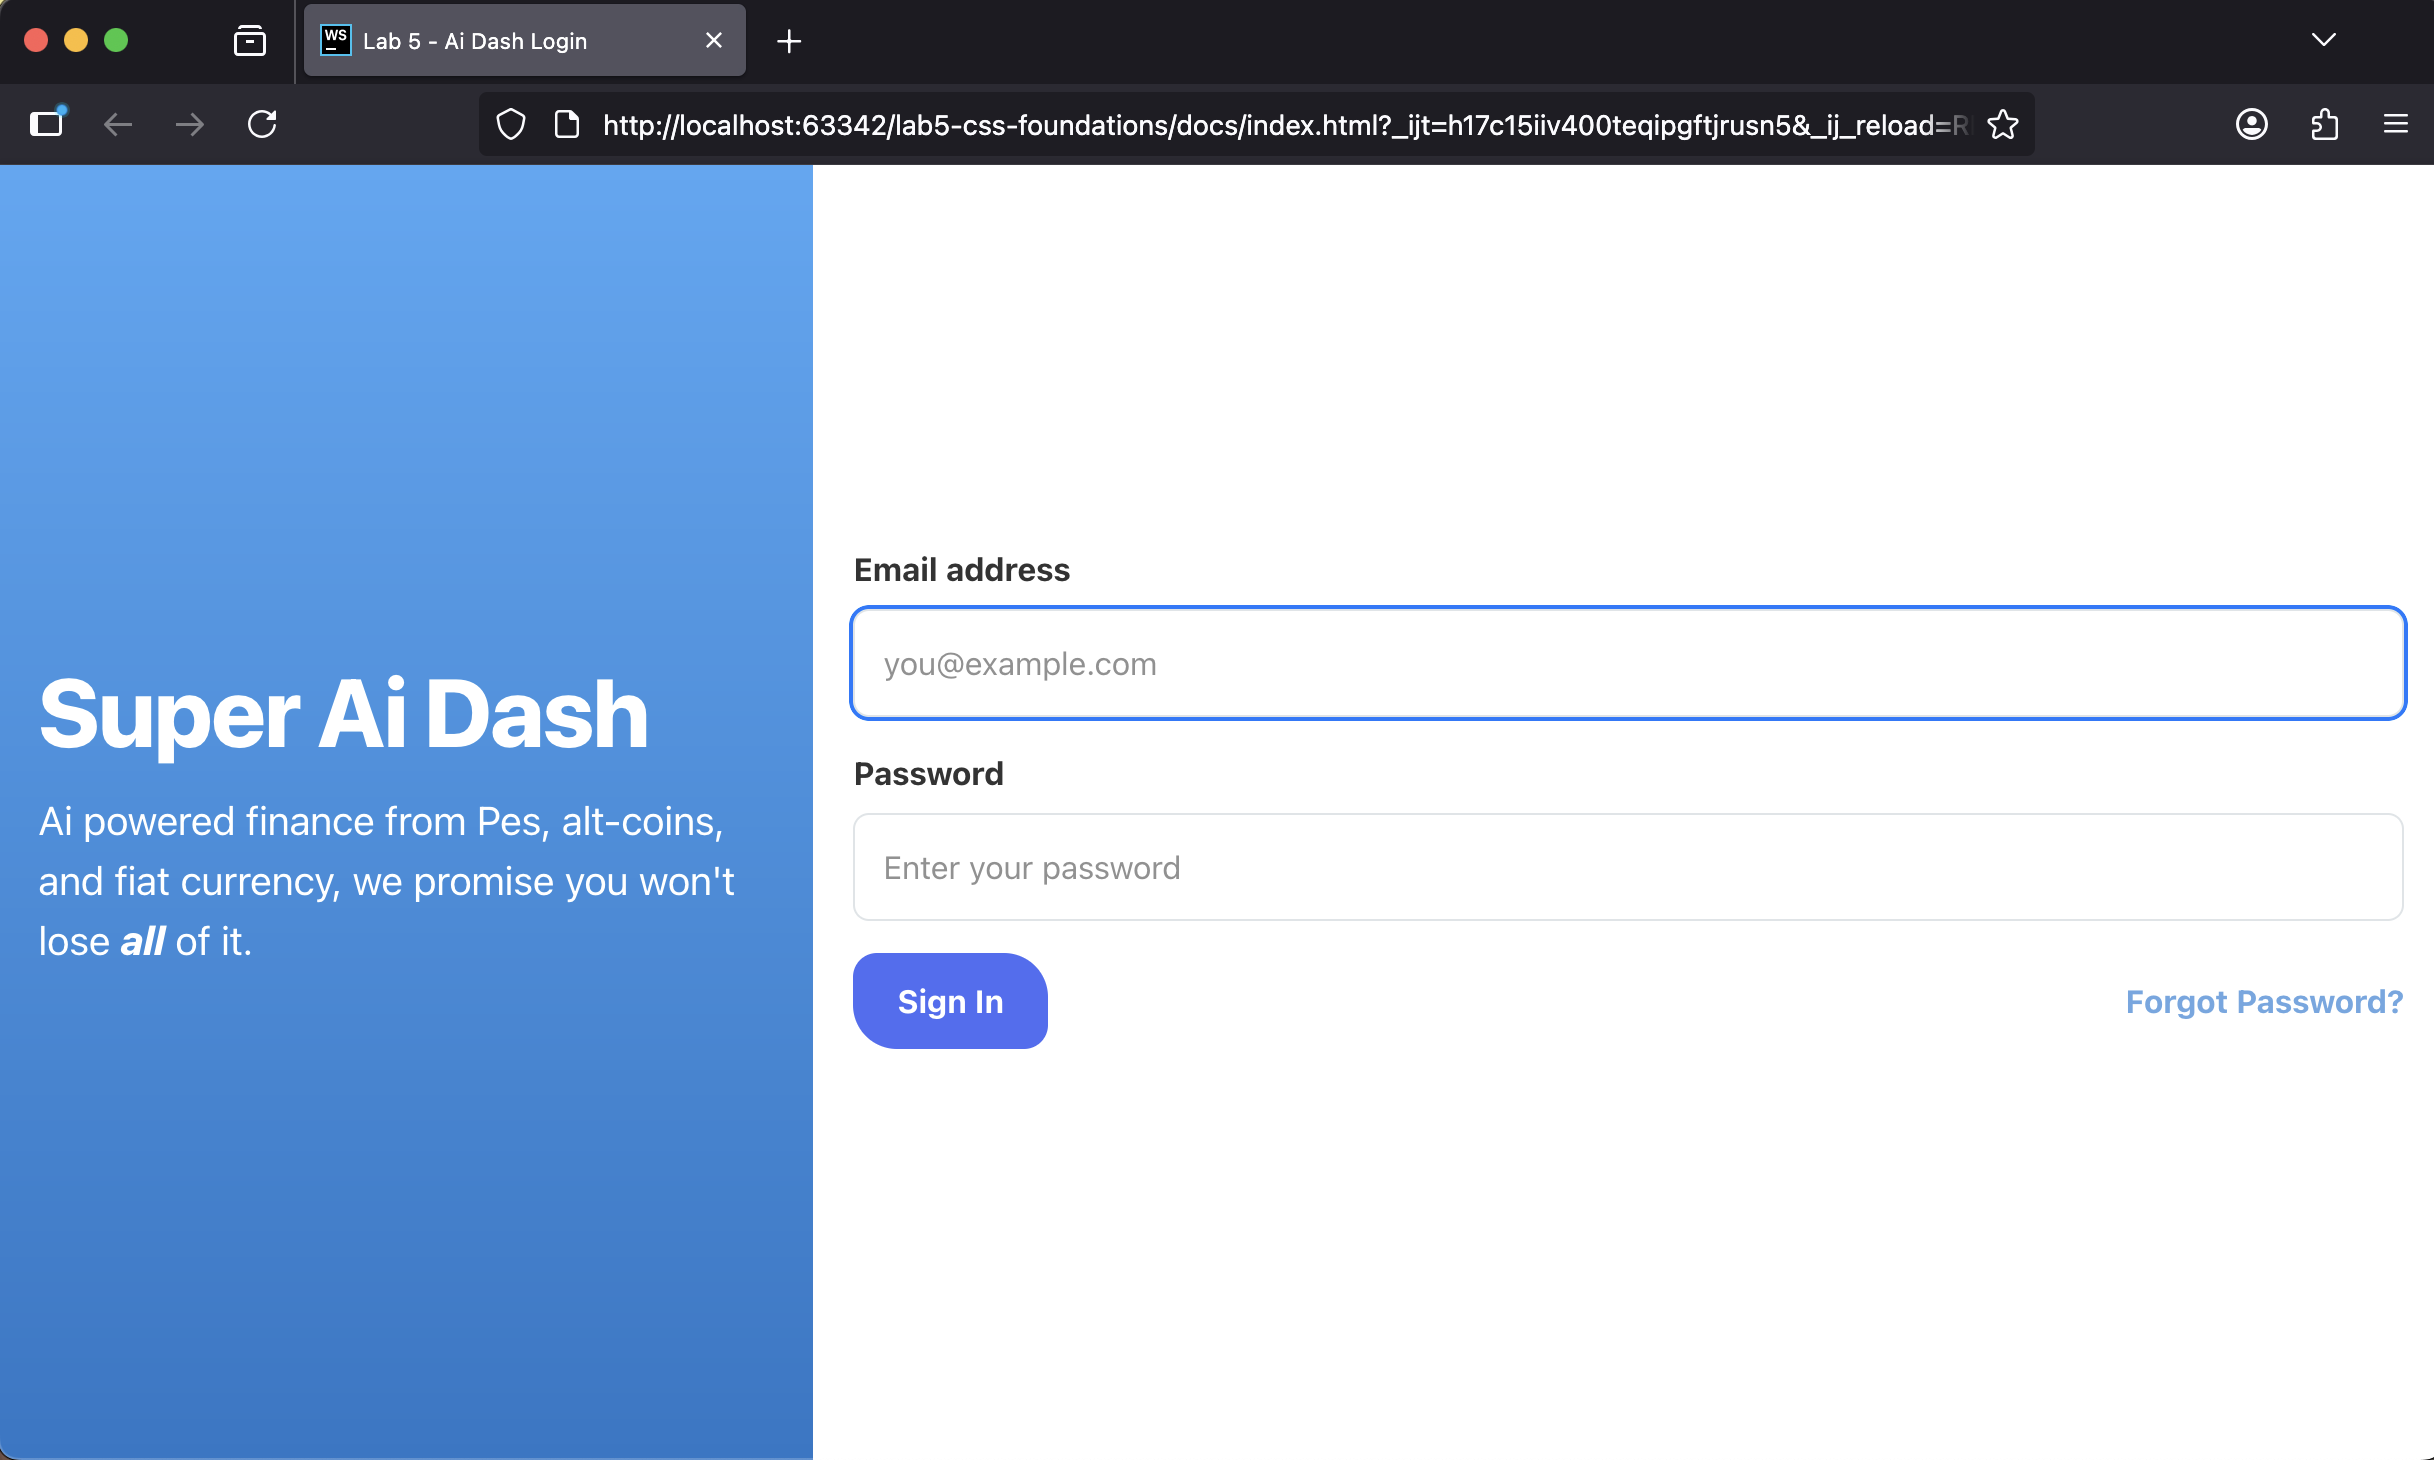 WS
Lab 5 - Ai Dash Login
http://localhost:63342/lab5-css-foundations/docs/index.html?_ijt=h17c15iiv400teqipgftjrusn5&_ij_reload=R
Super Ai Dash
Ai powered finance from Pes, alt-coins,
and fiat currency, we promise you won't
lose all of it.
Email address
you@example.com
Password
Enter your password
Sign In
Forgot Password?